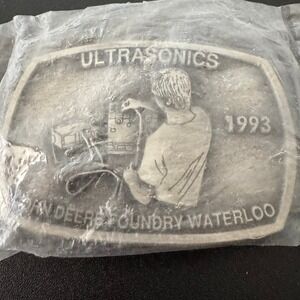 ULTRASONICS
1993
DEERE FOUNDRY WATERLOO